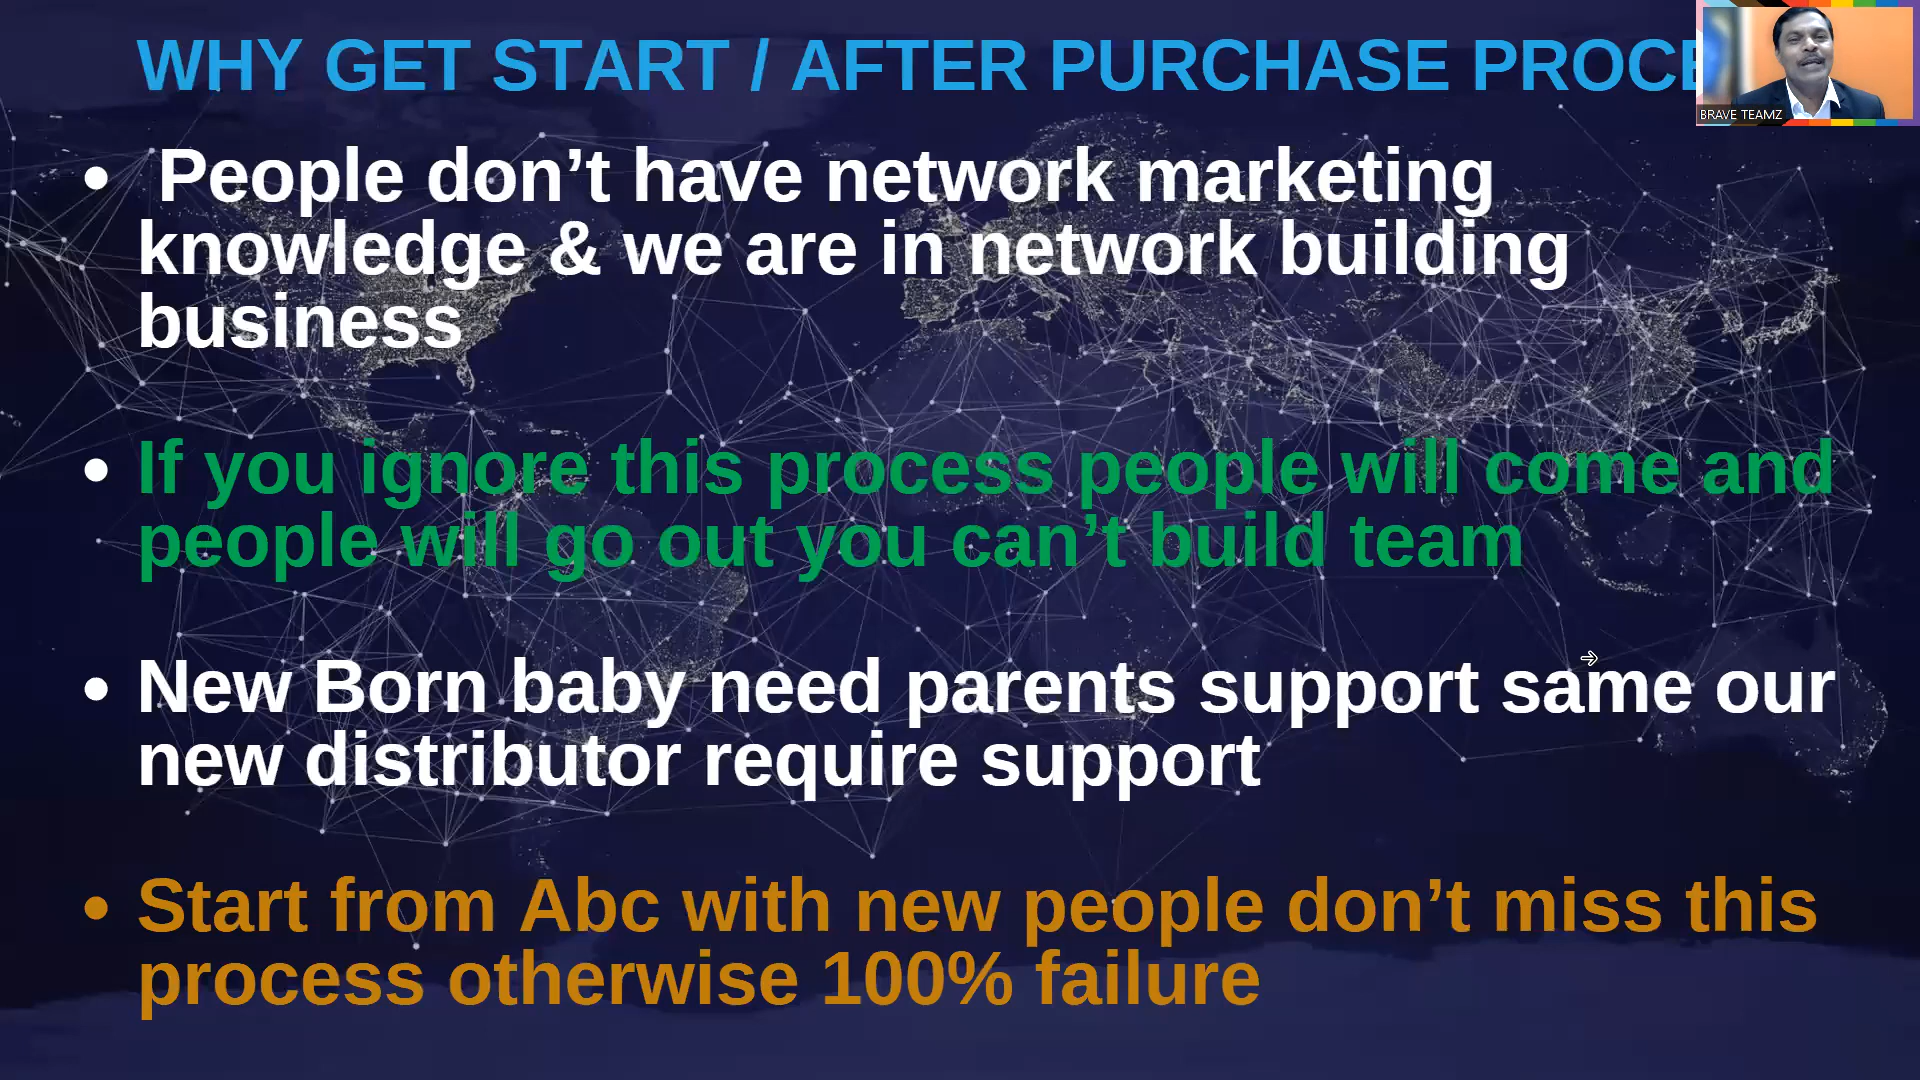 WHY GET START / AFTER PURCHASE
BRAVE TEAMZ
• People don’t have network marketing
knowledge & we are in network building
business
• If you ignore this process people will come and
people will go out you can’t build team
• New Born baby need parents support same our
new distributor require support
• Start from Abc with new people don’t miss this
process otherwise 100% failure